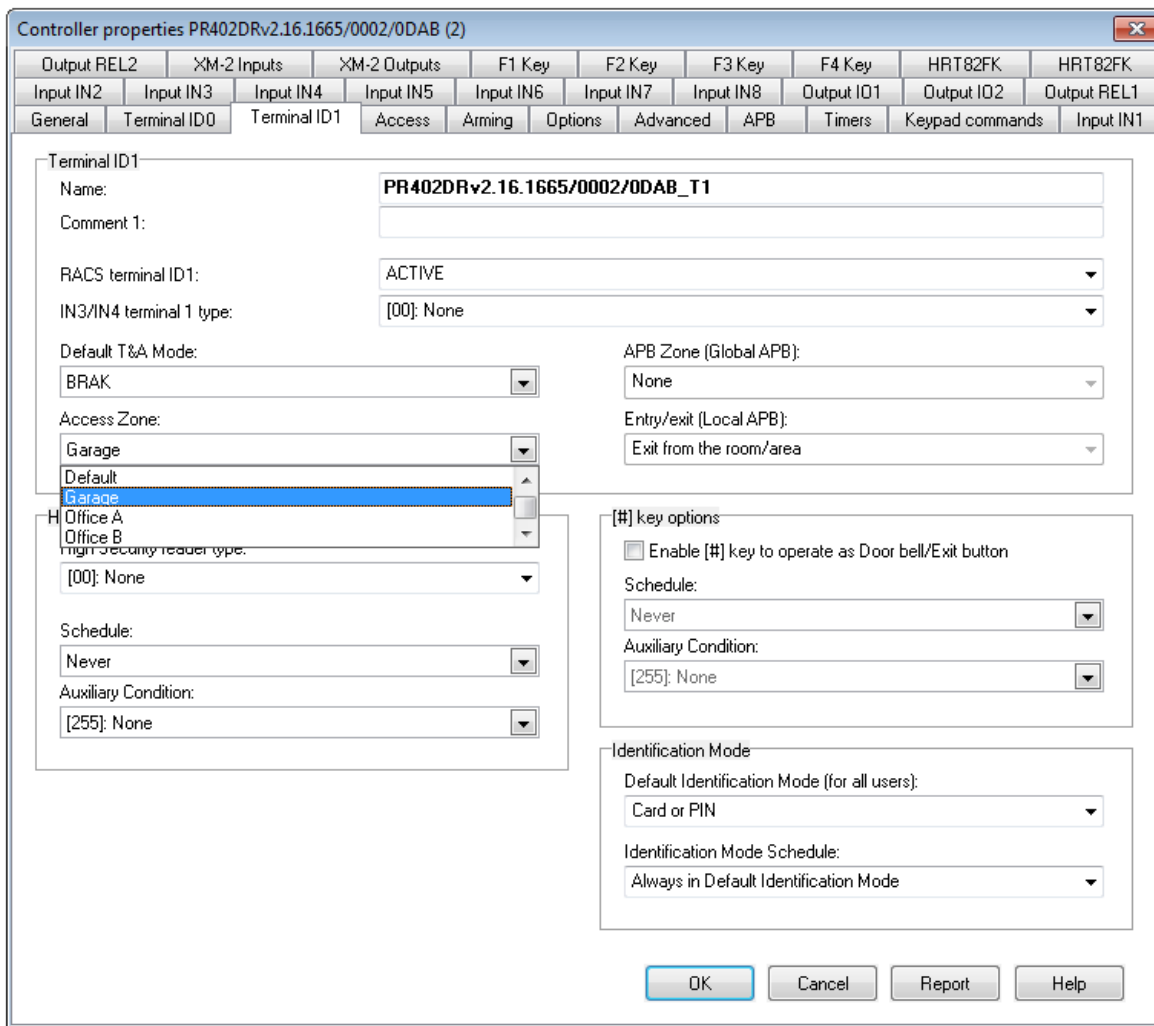 Controller properties PR402DRv2.16.1665/0002/0DAB (2)
Output REL2 XM-2 Inputs XM-2 Outputs F1 Key F2 Key F3 Key F4 Key HRT82FK HRT82FK
Input IN2 Input IN3 Input IN4 Input IN5 Input IN6 Input IN7 Input IN8 Output IO1 Output IO2 Output REL1
General Terminal ID0 Terminal ID1 Access Arming Options Advanced APB Timers Keypad commands Input IN1
Terminal ID1
Name: PR402DRv2.16.1665/0002/0DAB_T1
Comment 1:
RACS terminal ID1: ACTIVE
IN3/IN4 terminal 1 type: [00]: None
Default T&A Mode:
BRAK
APB Zone (Global APB):
None
Access Zone:
Garage
Entry/exit (Local APB):
Exit from the room/area
Default
Garage
Office A
Office B
H
High Security reader type:
[00]: None
Schedule:
Never
Auxiliary Condition:
[255]: None
[#] key options
Enable [#] key to operate as Door bell/Exit button
Schedule:
Never
Auxiliary Condition:
[255]: None
Identification Mode
Default Identification Mode (for all users):
Card or PIN
Identification Mode Schedule:
Always in Default Identification Mode
OK Cancel Report Help